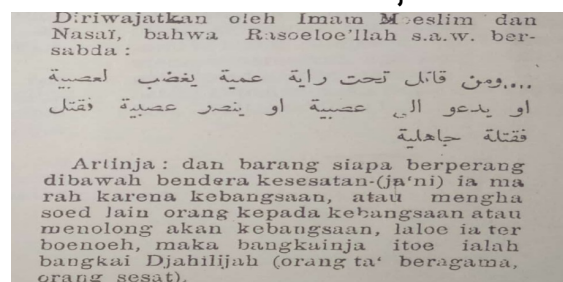 Diriwajatkan oleh Imam Moeslim dan
Nasaï, bahwa Rasoeloe'llah s.a.w. ber-
sabda :
....ومن قاتل تحت راية عمية يغضب لعصبية
او يدعو الى عصبية او ينصر عصبية فقتل
فقتلة جاهلية
Artinja : dan barang siapa berperang
dibawah bendera kesesatan-(ja'ni) ia ma
rah karena kebangsaan, atau mengha
soed lain orang kepada kebangsaan atau
menolong akan kebangsaan, laloe ia ter
boenoeh, maka bangkainja itoe ialah
bangkai Djahilijah (orang ta' beragama,
orang sesat).